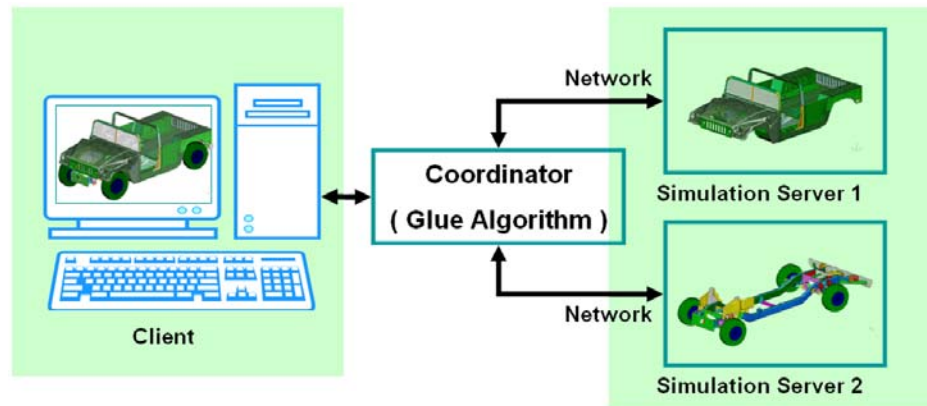 Network
Coordinator
( Glue Algorithm )
Simulation Server 1
Network
Client
Simulation Server 2